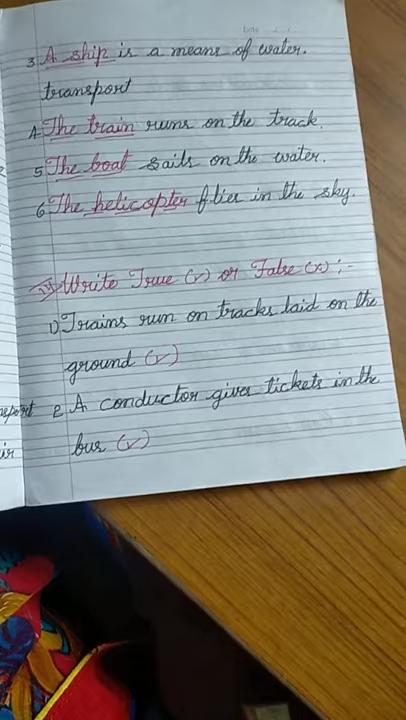 Date
3 A ship is a means of water.
transport
4. The train runs on the track.
5 The boat sails on the water.
6 The helicopter flies in the sky.
IV) Write True (✓) or False (x) :-
1) Trains run on tracks laid on the
ground (✓)
2. A conductor gives tickets in the
bus (✓)